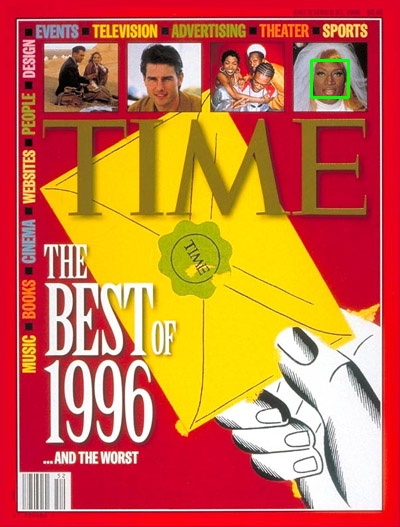 EVENTS ■ TELEVISION ■ ADVERTISING ■ THEATER ■ SPORTS
MUSIC ■ BOOKS ■ CINEMA ■ WEBSITES ■ PEOPLE ■ DESIGN
TIME
TIME
THE
BEST OF
1996
...AND THE WORST
52